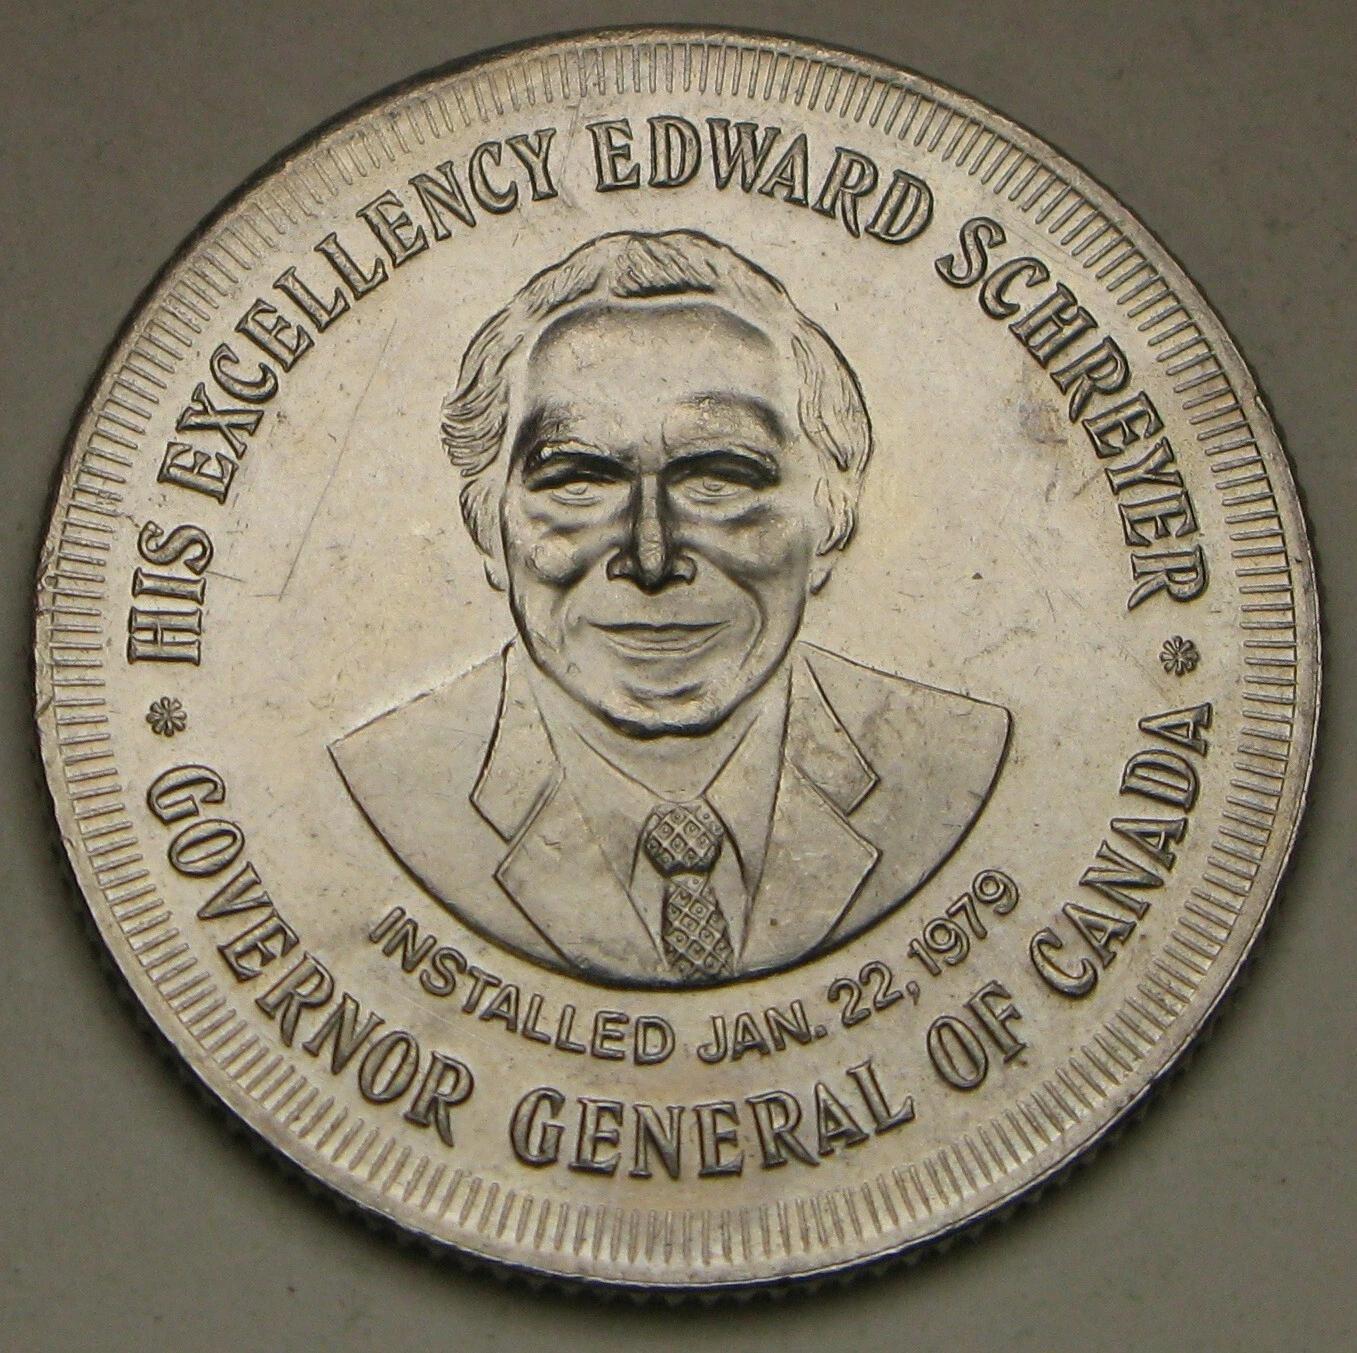 HIS EXCELLENCY EDWARD SCHREYER
INSTALLED JAN. 22, 1979
GOVERNOR GENERAL OF CANADA